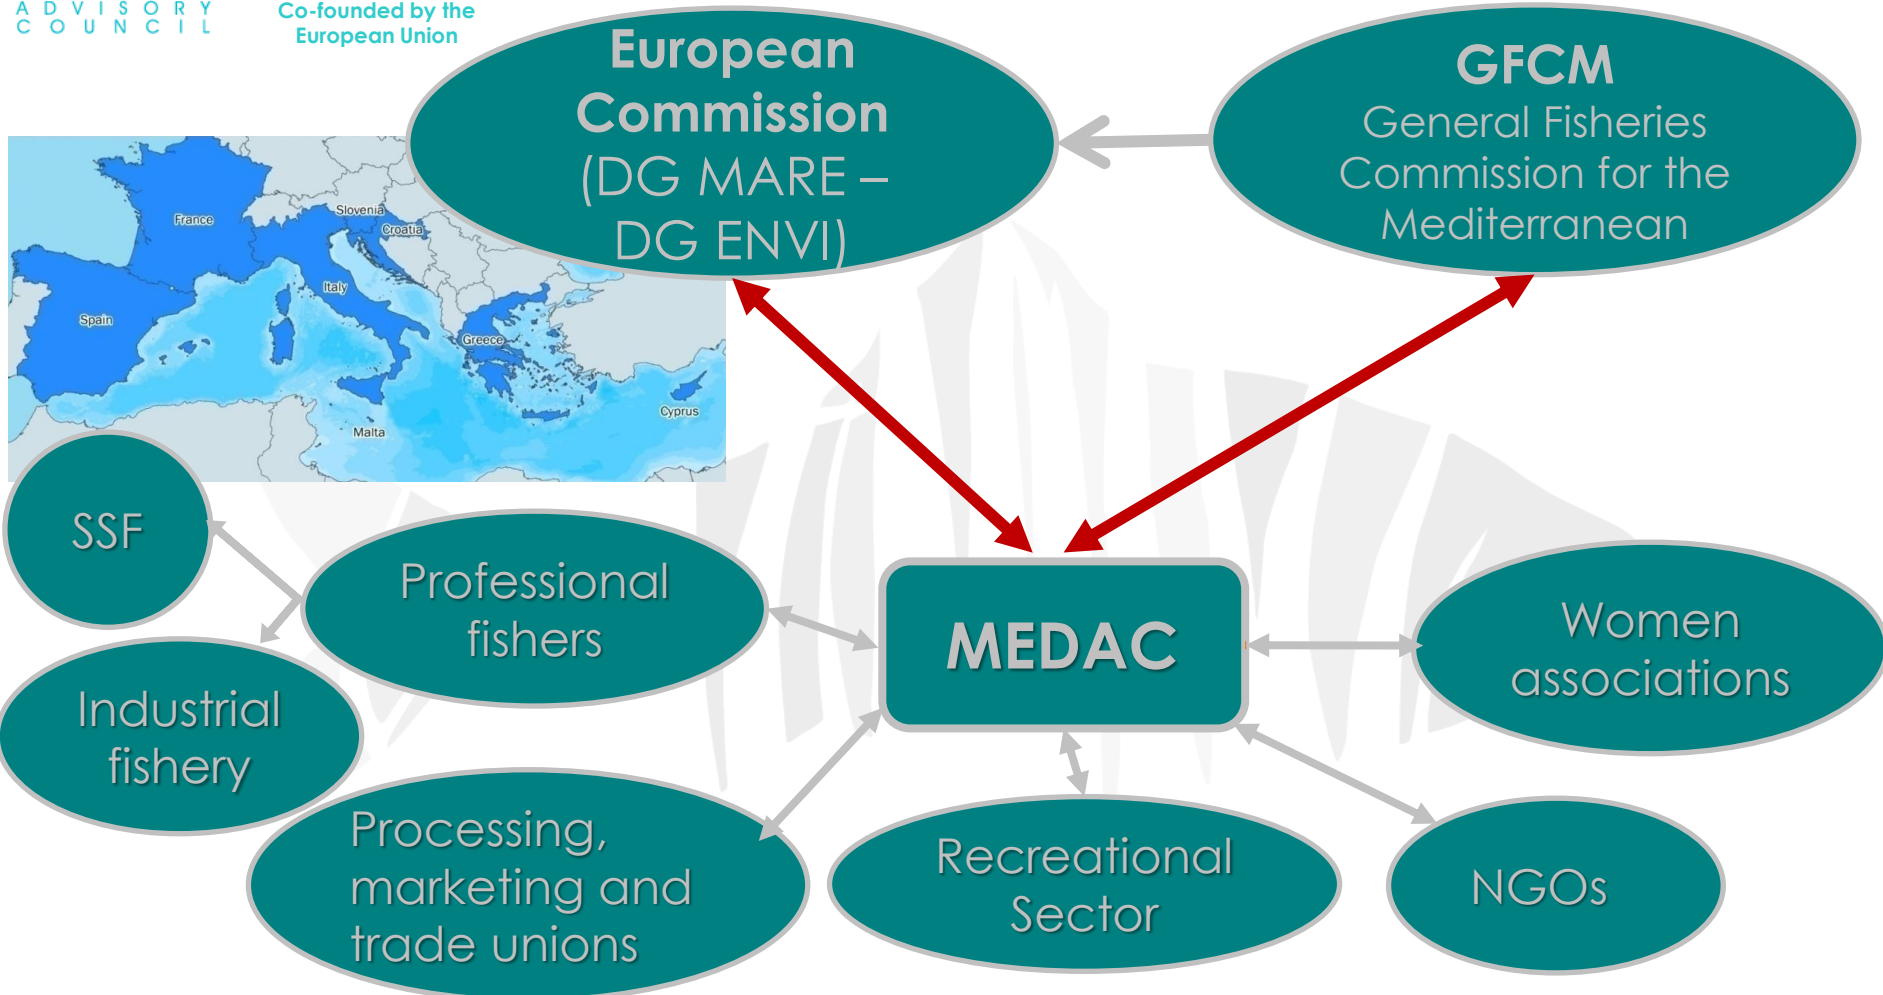 ADVISORY
COUNCIL
Co-founded by the
European Union
European
Commission
(DG MARE –
DG ENVI)
GFCM
General Fisheries
Commission for the
Mediterranean
France
Slovenia
Croatia
Italy
Spain
Greece
Cyprus
Malta
SSF
Professional
fishers
Industrial
fishery
MEDAC
Women
associations
Processing,
marketing and
trade unions
Recreational
Sector
NGOs